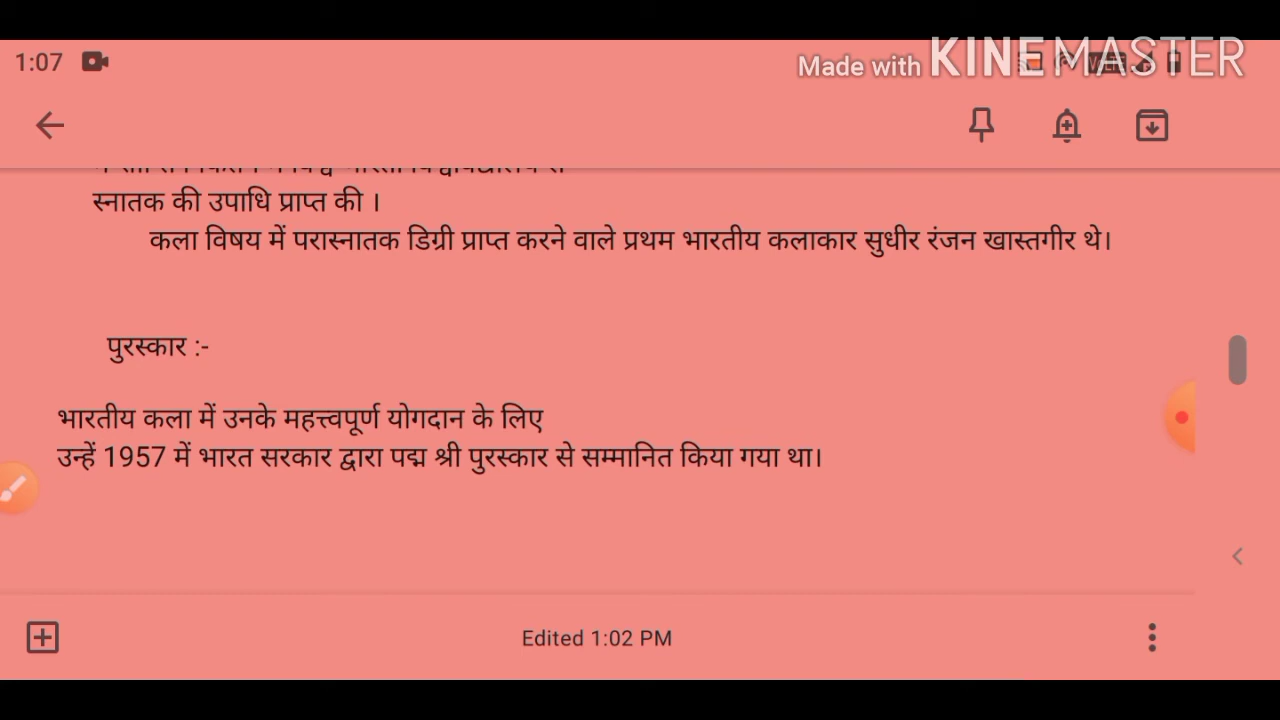 1:07
Made with KINEMASTER
स्नातक की उपाधि प्राप्त की ।
कला विषय में परास्नातक डिग्री प्राप्त करने वाले प्रथम भारतीय कलाकार सुधीर रंजन खास्तगीर थे।
पुरस्कार :-
भारतीय कला में उनके महत्त्वपूर्ण योगदान के लिए
उन्हें 1957 में भारत सरकार द्वारा पद्म श्री पुरस्कार से सम्मानित किया गया था।
Edited 1:02 PM